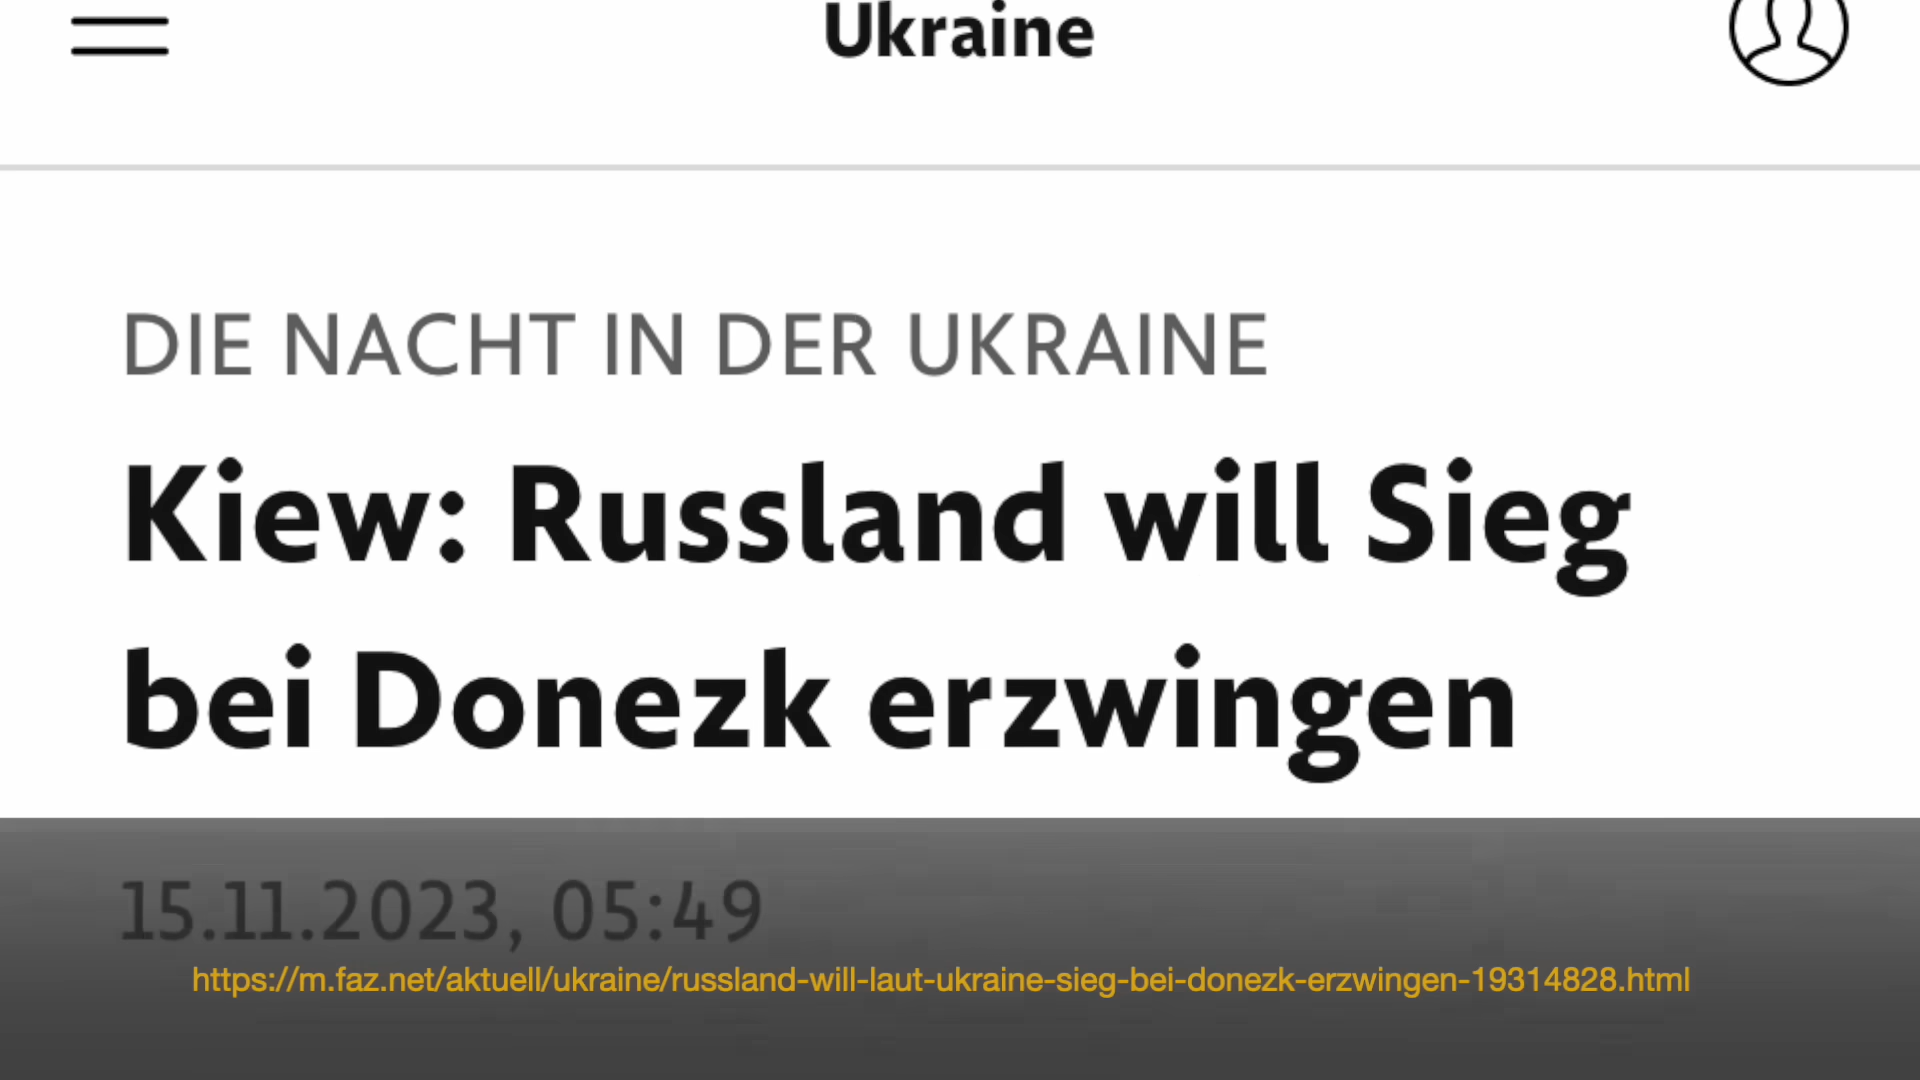 Ukraine
DIE NACHT IN DER UKRAINE
Kiew: Russland will Sieg
bei Donezk erzwingen
15.11.2023, 05:49
https://m.faz.net/aktuell/ukraine/russland-will-laut-ukraine-sieg-bei-donezk-erzwingen-19314828.html